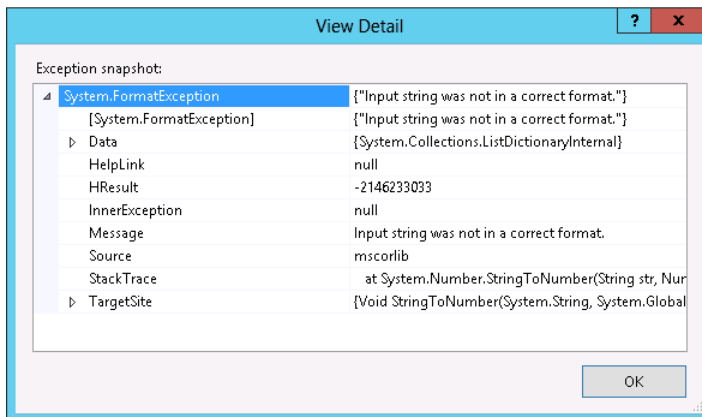 View Detail
? x
Exception snapshot:
System.FormatException {"Input string was not in a correct format."}
[System.FormatException] {"Input string was not in a correct format."}
Data {System.Collections.ListDictionaryInternal}
HelpLink null
HResult -2146233033
InnerException null
Message Input string was not in a correct format.
Source mscorlib
StackTrace at System.Number.StringToNumber(String str, Nur
TargetSite {Void StringToNumber(System.String, System.Global
OK